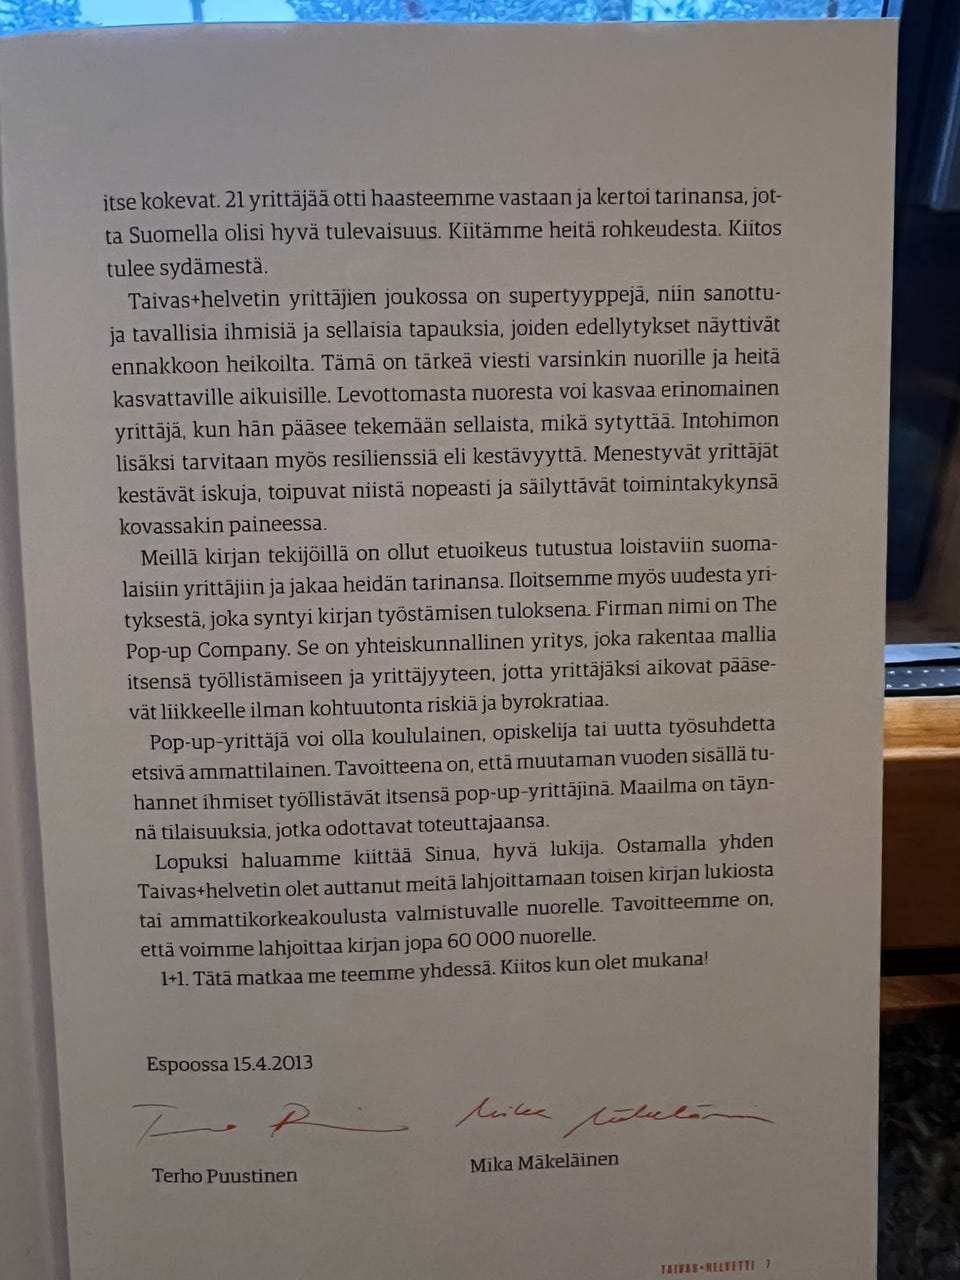 itse kokevat. 21 yrittäjää otti haasteemme vastaan ja kertoi tarinansa, jot-
ta Suomella olisi hyvä tulevaisuus. Kiitämme heitä rohkeudesta. Kiitos
tulee sydämestä.
Taivas+helvetin yrittäjien joukossa on supertyyppejä, niin sanottu-
ja tavallisia ihmisiä ja sellaisia tapauksia, joiden edellytykset näyttivät
ennakkoon heikoilta. Tämä on tärkeä viesti varsinkin nuorille ja heitä
kasvattaville aikuisille. Levottomasta nuoresta voi kasvaa erinomainen
yrittäjä, kun hän pääsee tekemään sellaista, mikä sytyttää. Intohimon
lisäksi tarvitaan myös resilienssiä eli kestävyyttä. Menestyvät yrittäjät
kestävät iskuja, toipuvat niistä nopeasti ja säilyttävät toimintakykynsä
kovassakin paineessa.
Meillä kirjan tekijöillä on ollut etuoikeus tutustua loistaviin suoma-
laisiin yrittäjiin ja jakaa heidän tarinansa. Iloitsemme myös uudesta yri-
tyksestä, joka syntyi kirjan työstämisen tuloksena. Firman nimi on The
Pop-up Company. Se on yhteiskunnallinen yritys, joka rakentaa mallia
itsensä työllistämiseen ja yrittäjyyteen, jotta yrittäjäksi aikovat pääse-
vät liikkeelle ilman kohtuutonta riskiä ja byrokratiaa.
Pop-up-yrittäjä voi olla koululainen, opiskelija tai uutta työsuhdetta
etsivä ammattilainen. Tavoitteena on, että muutaman vuoden sisällä tu-
hannet ihmiset työllistävät itsensä pop-up-yrittäjinä. Maailma on täyn-
nä tilaisuuksia, jotka odottavat toteuttajaansa.
Lopuksi haluamme kiittää Sinua, hyvä lukija. Ostamalla yhden
Taivas+helvetin olet auttanut meitä lahjoittamaan toisen kirjan lukiosta
tai ammattikorkeakoulusta valmistuvalle nuorelle. Tavoitteemme on,
että voimme lahjoittaa kirjan jopa 60 000 nuorelle.
1+1. Tätä matkaa me teemme yhdessä. Kiitos kun olet mukana!
Espoossa 15.4.2013
Mika Mäkeläinen
Terho Puustinen
Mika Mäkeläinen
TAIVAS+HELVETTI 7